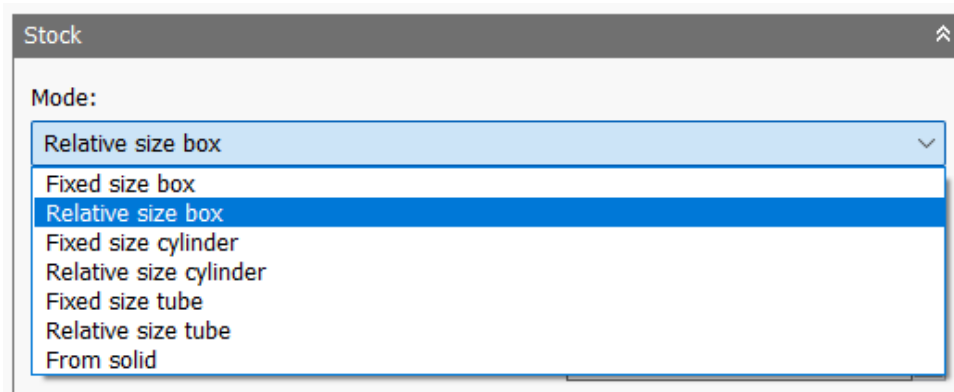 Stock
Mode:
Relative size box
Fixed size box
Relative size box
Fixed size cylinder
Relative size cylinder
Fixed size tube
Relative size tube
From solid